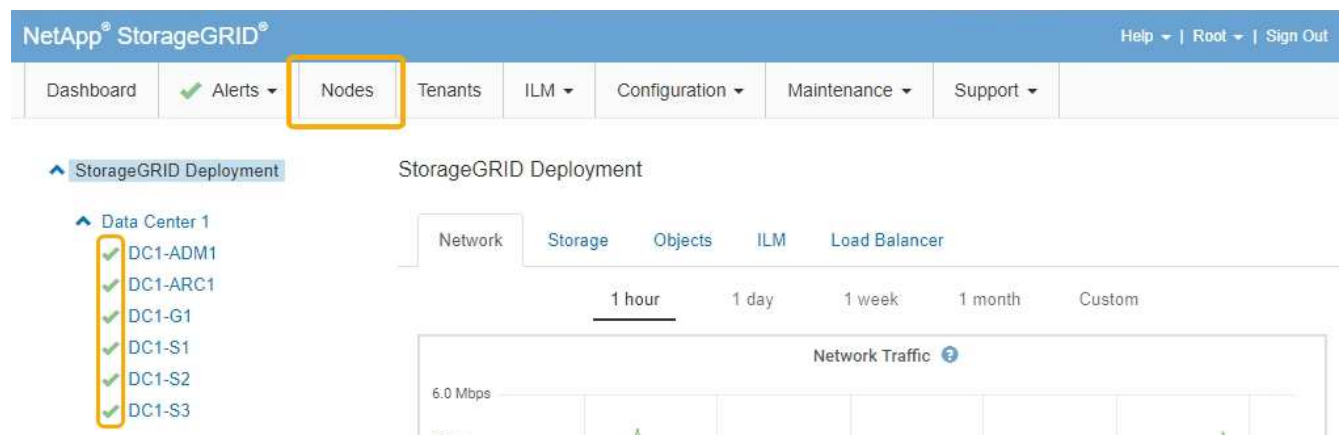 NetApp® StorageGRID®
Help | Root | Sign Out
Dashboard Alerts Nodes Tenants ILM Configuration Maintenance Support
StorageGRID Deployment
Data Center 1
DC1-ADM1
DC1-ARC1
DC1-G1
DC1-S1
DC1-S2
DC1-S3
StorageGRID Deployment
Network Storage Objects ILM Load Balancer
1 hour 1 day 1 week 1 month Custom
Network Traffic ?
6.0 Mbps